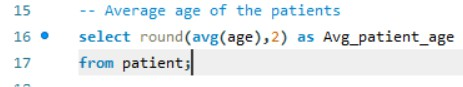 15 -- Average age of the patients
16 select round(avg(age),2) as Avg_patient_age
17 from patient;